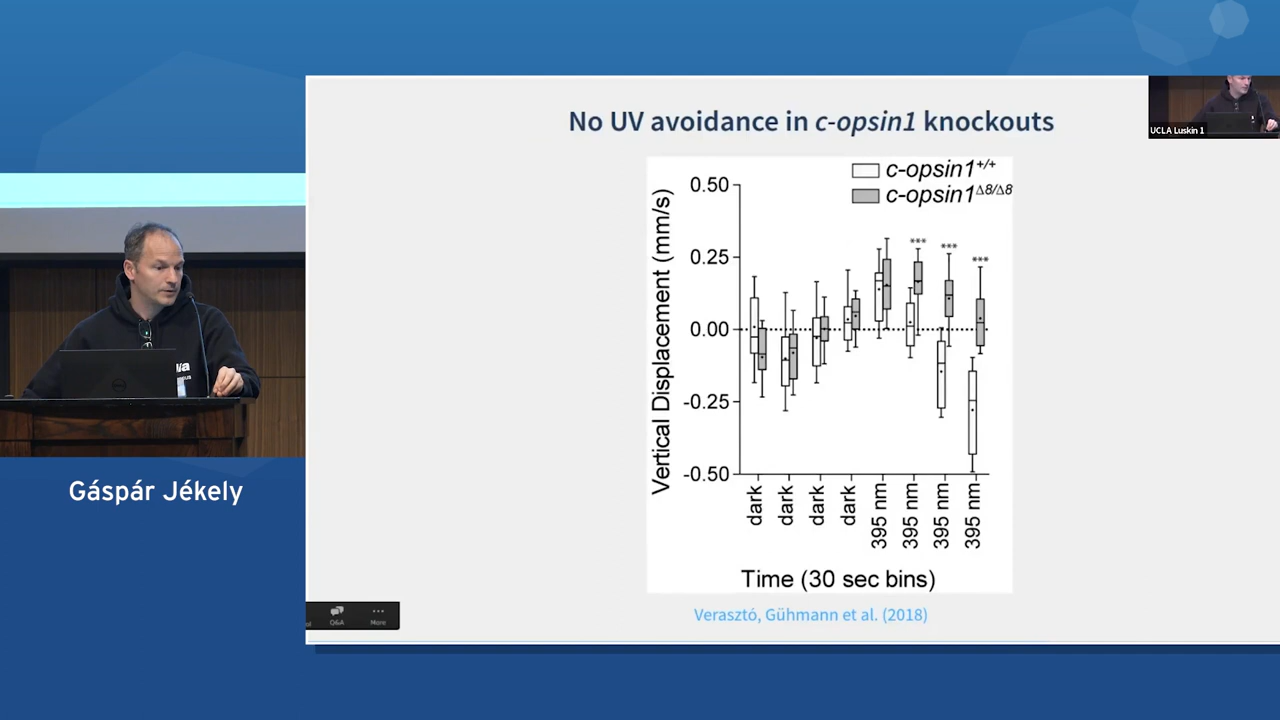 No UV avoidance in c-opsin1 knockouts
UCLA Luskin 1
c-opsin1+/+
c-opsin1Δ8/Δ8
Vertical Displacement (mm/s)
0.50
0.25
0.00
-0.25
-0.50
***
***
***
dark
dark
dark
dark
395 nm
395 nm
395 nm
395 nm
Time (30 sec bins)
Verasztó, Gühmann et al. (2018)
Q&A
More
Gáspár Jékely